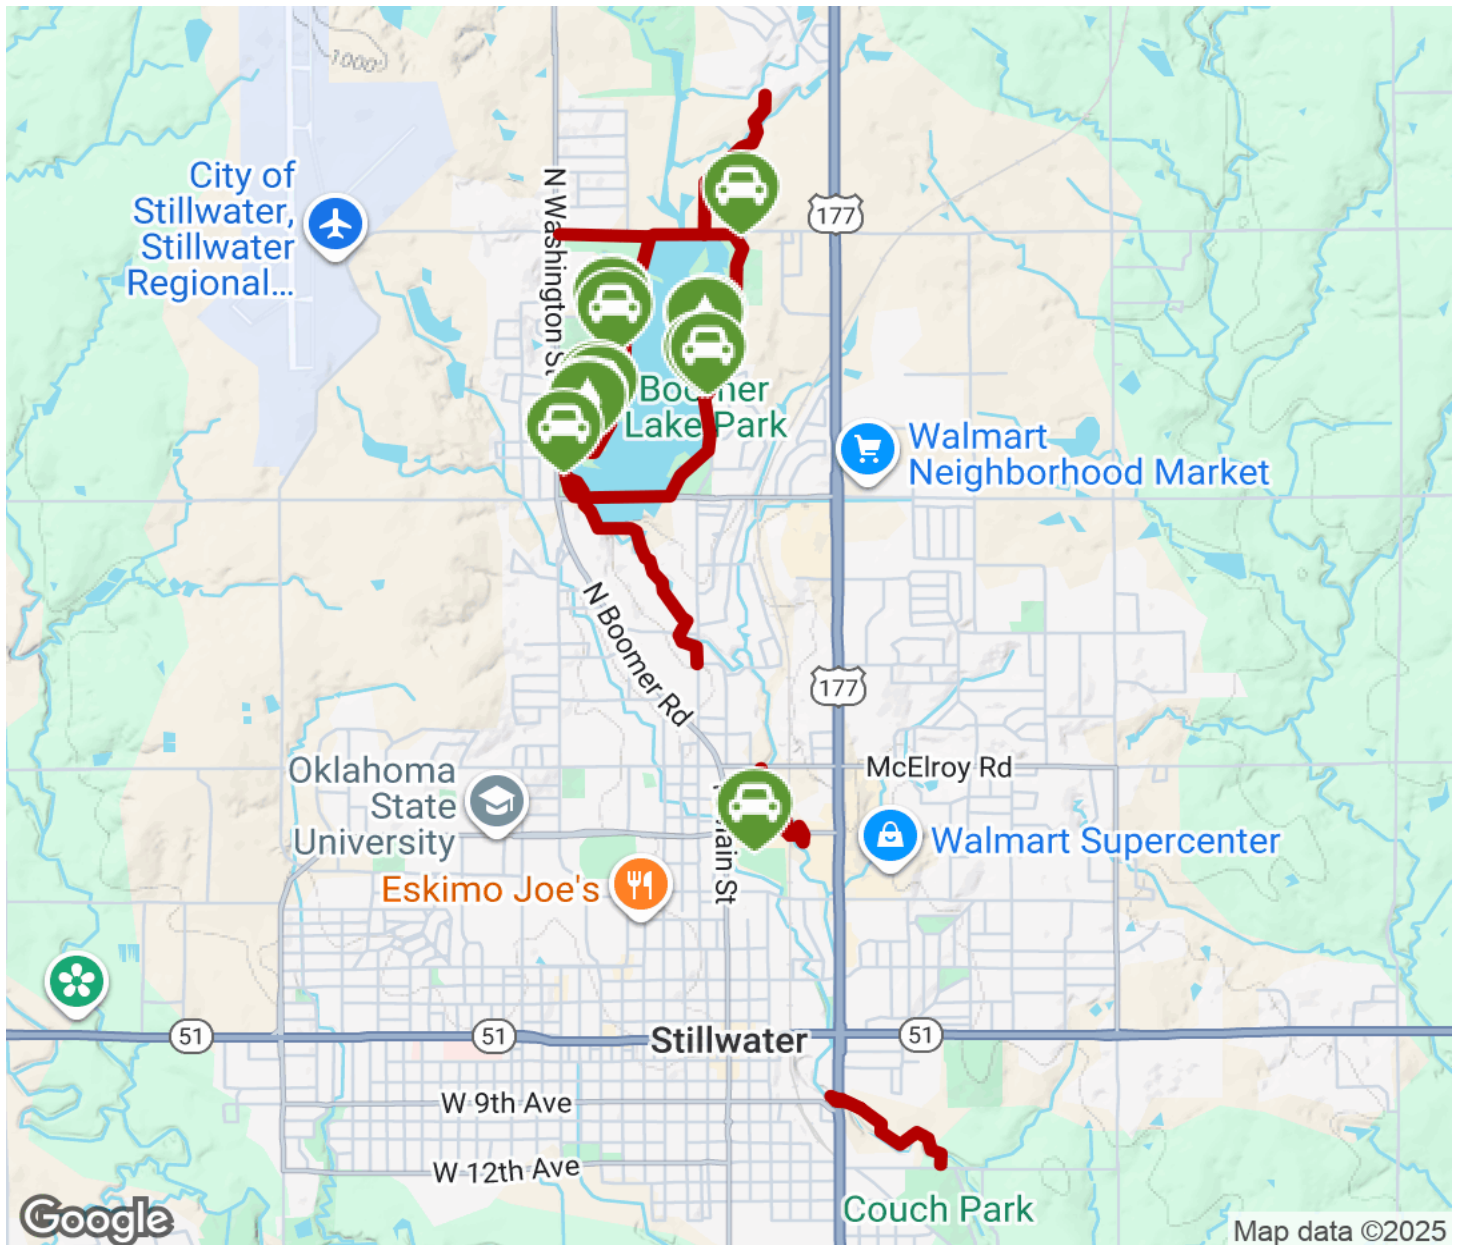 1000
City of
Stillwater,
Stillwater
Regional...
N Washington St
177
Boomer
Lake Park
Walmart
Neighborhood Market
N Boomer Rd
177
McElroy Rd
Oklahoma
State
University
Walmart Supercenter
Main St
Eskimo Joe's
51
51
Stillwater
51
W 9th Ave
W 12th Ave
Couch Park
Google
Map data ©2025